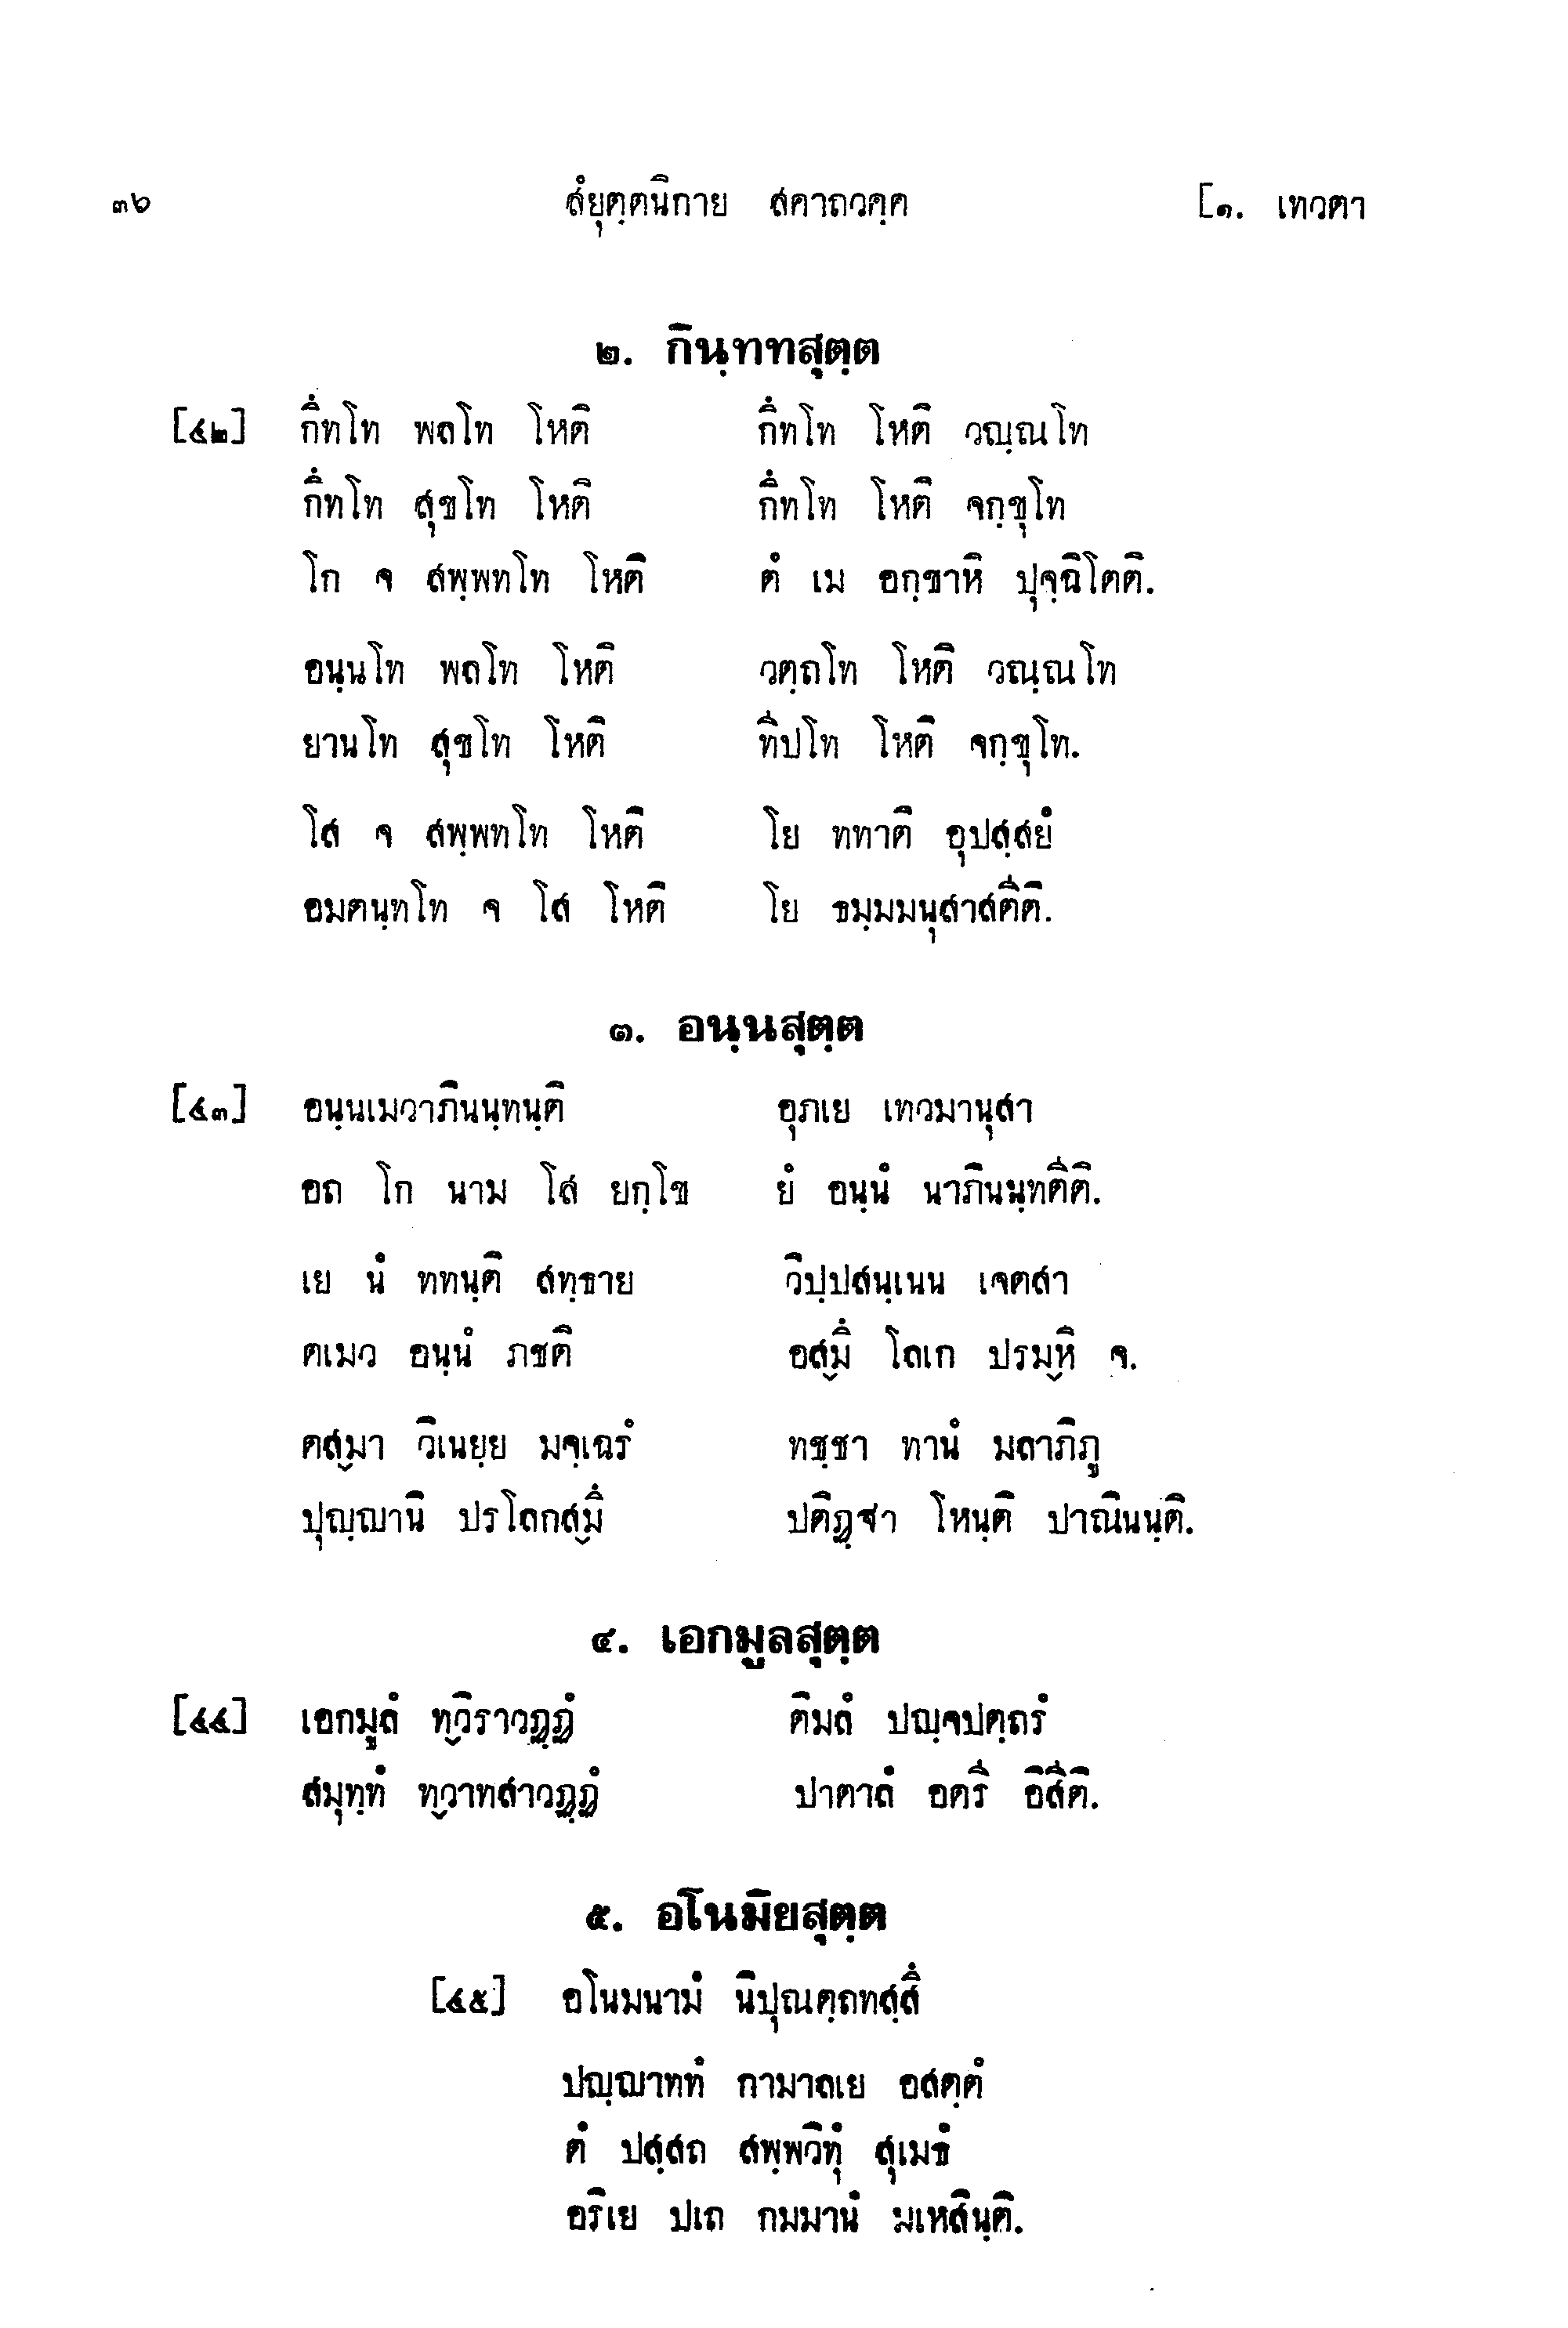 ๓๖ สํยุตฺตนิกาย สคาถวคฺค [๑. เทวตา
๒. กินฺททสุตฺต
[๔๒] กึทโท พลโท โหติ กึทโท โหติ วญฺณโท
กึทโท สุขโท โหติ กึทโท โหติ จกฺขุโท
โก จ สพฺพทโท โหติ ตํ เม อกฺขาหิ ปุจฺฉิโตติ.
อนฺนโท พลโท โหติ วตฺถโท โหติ วณฺณโท
ยานโท สุขโท โหติ ทีปโท โหติ จกฺขุโท.
โส จ สพฺพทโท โหติ โย ททาติ อุปสฺสยํ
อมตนฺทโท จ โส โหติ โย ธมฺมมนุสาสตีติ.
๑. อนฺนสุตฺต
[๔๓] อนฺนเมวาภินนฺทนฺติ อุภเย เทวมานุสา
อถ โก นาม โส ยกฺโข ยํ อนฺนํ นาภินนฺทตีติ.
เย นํ ททนฺติ สทฺธาย วิปฺปสนฺเนน เจตสา
ตเมว อนฺนํ ภชติ อสฺมึ โลเก ปรมฺหิ จ.
ตสฺมา วิเนยฺย มจฺเฉรํ ทชฺชา ทานํ มลาภิภู
ปุญฺญานิ ปรโลกสฺมึ ปติฏฺฐา โหนฺติ ปาณินนฺติ.
๔. เอกมูลสุตฺต
[๔๔] เอกมูลํ ทฺวิราวฏฺฏํ ติมลํ ปญฺจปตฺถรํ
สมุทฺทํ ทฺวาทสาวฏฺฏํ ปาตาลํ อตริ อิสีติ.
๕. อโนมิยสุตฺต
[๔๕] อโนมนามํ นิปุณตฺถทสฺสึ
ปญฺญาททํ กามาลเย อสตฺตํ
ตํ ปสฺสถ สพฺพวิทุํ สุเมธํ
อริเย ปเถ กมมานํ มเหสินฺติ.